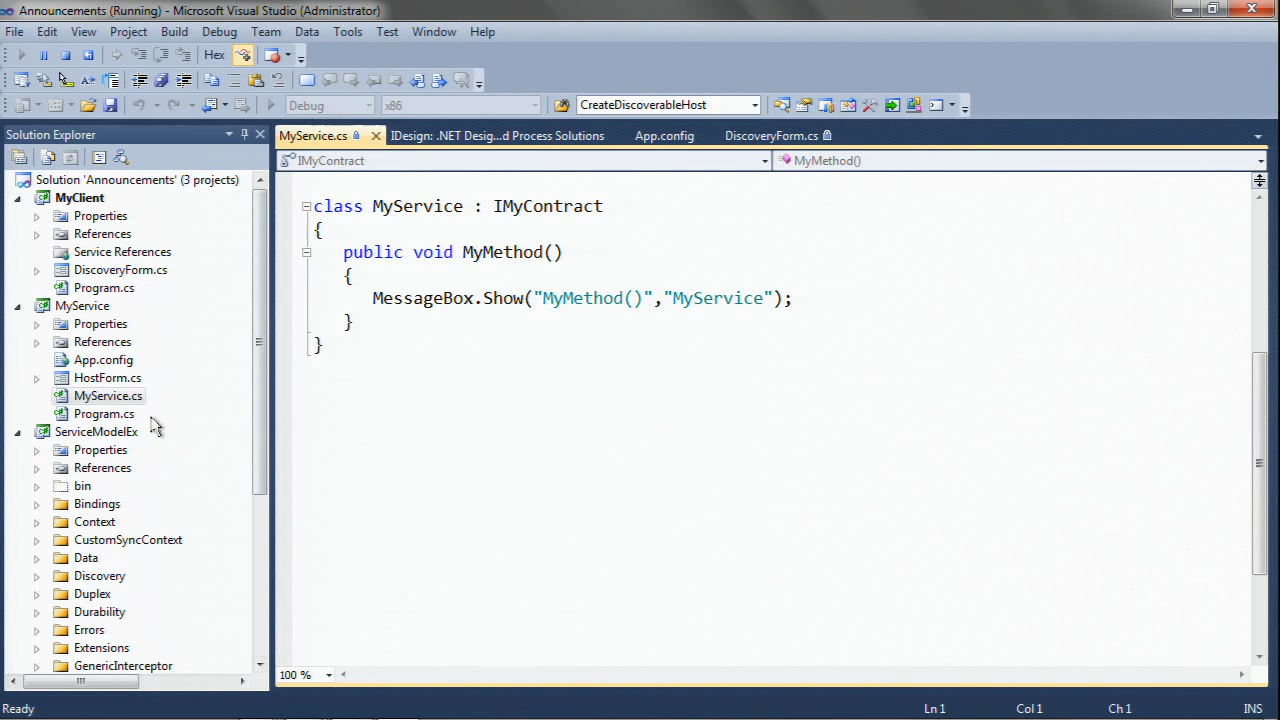 Announcements (Running) - Microsoft Visual Studio (Administrator)
File Edit View Project Build Debug Team Data Tools Test Window Help
Hex
Debug x86 CreateDiscoverableHost
Solution Explorer
Solution 'Announcements' (3 projects)
MyClient
Properties
References
Service References
DiscoveryForm.cs
Program.cs
MyService
Properties
References
App.config
HostForm.cs
MyService.cs
Program.cs
ServiceModelEx
Properties
References
bin
Bindings
Context
CustomSyncContext
Data
Discovery
Duplex
Durability
Errors
Extensions
GenericInterceptor
MyService.cs IDesign: .NET Desig...d Process Solutions App.config DiscoveryForm.cs
IMyContract MyMethod()
class MyService : IMyContract
{
public void MyMethod()
{
MessageBox.Show("MyMethod()","MyService");
}
}
100 %
Ready Ln 1 Col 1 Ch 1 INS